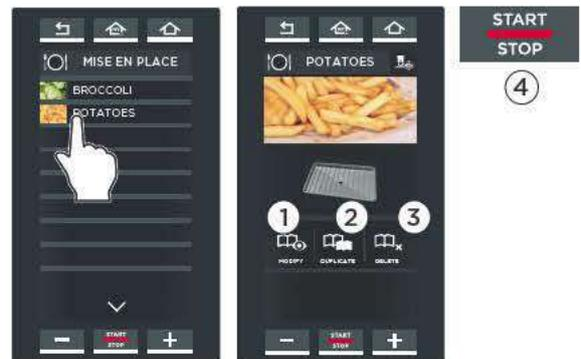 MISE EN PLACE
BROCCOLI
POTATOES
START
STOP
POTATOES
1
2
3
MODIFY
DUPLICATE
DELETE
START
STOP
START
STOP
4